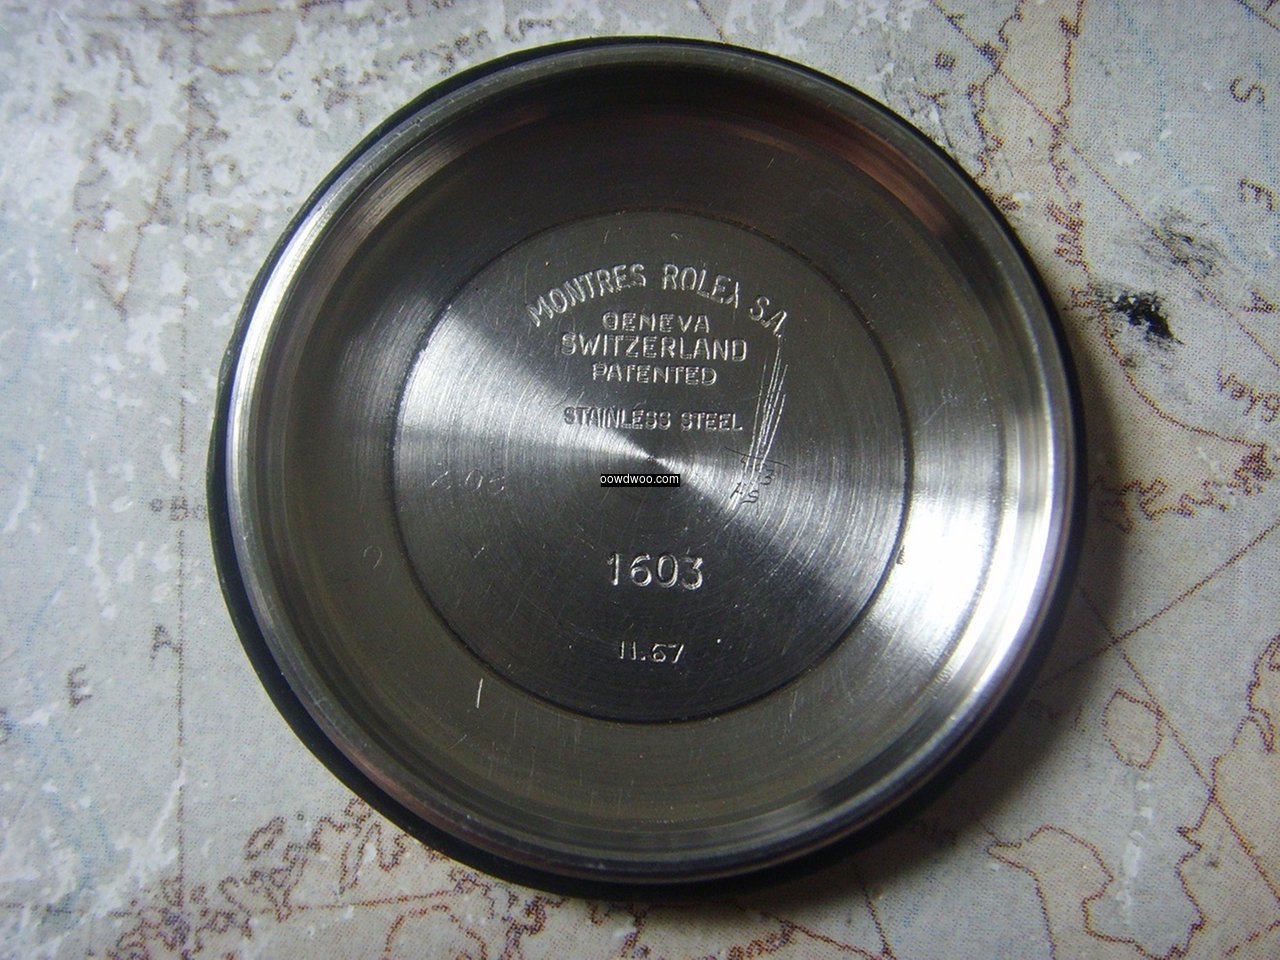 MONTRES ROLEX S.A.
GENEVA
SWITZERLAND
PATENTED
STAINLESS STEEL
oowdwoo.com
1603
II.67